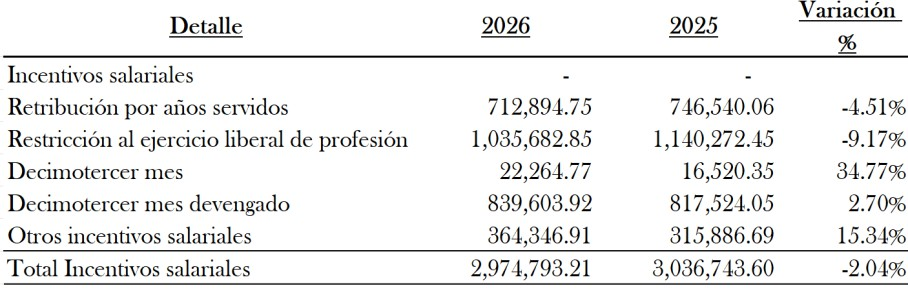 Detalle 2026 2025 Variación %
Incentivos salariales - -
Retribución por años servidos 712,894.75 746,540.06 -4.51%
Restricción al ejercicio liberal de profesión 1,035,682.85 1,140,272.45 -9.17%
Decimotercer mes 22,264.77 16,520.35 34.77%
Decimotercer mes devengado 839,603.92 817,524.05 2.70%
Otros incentivos salariales 364,346.91 315,886.69 15.34%
Total Incentivos salariales 2,974,793.21 3,036,743.60 -2.04%